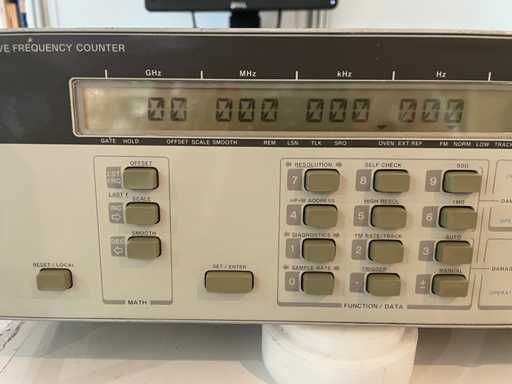 VE FREQUENCY COUNTER
GHz MHz kHz Hz
00 000 000 000
GATE HOLD OFFSET SCALE SMOOTH REM LSN TLK SRQ OVEN EXT REF FM NORM LOW TRACK
OFFSET
LAST F
SCALE
SMOOTH
MATH
RESET / LOCAL
SET / ENTER
RESOLUTION SELF CHECK
7 8 9
HP-IB ADDRESS HIGH RESOL
4 5 6
DIAGNOSTICS FM RATE/TRACK AUTO
1 2 3
SAMPLE RATE TRIGGER MANUAL
0 . ±
FUNCTION / DATA